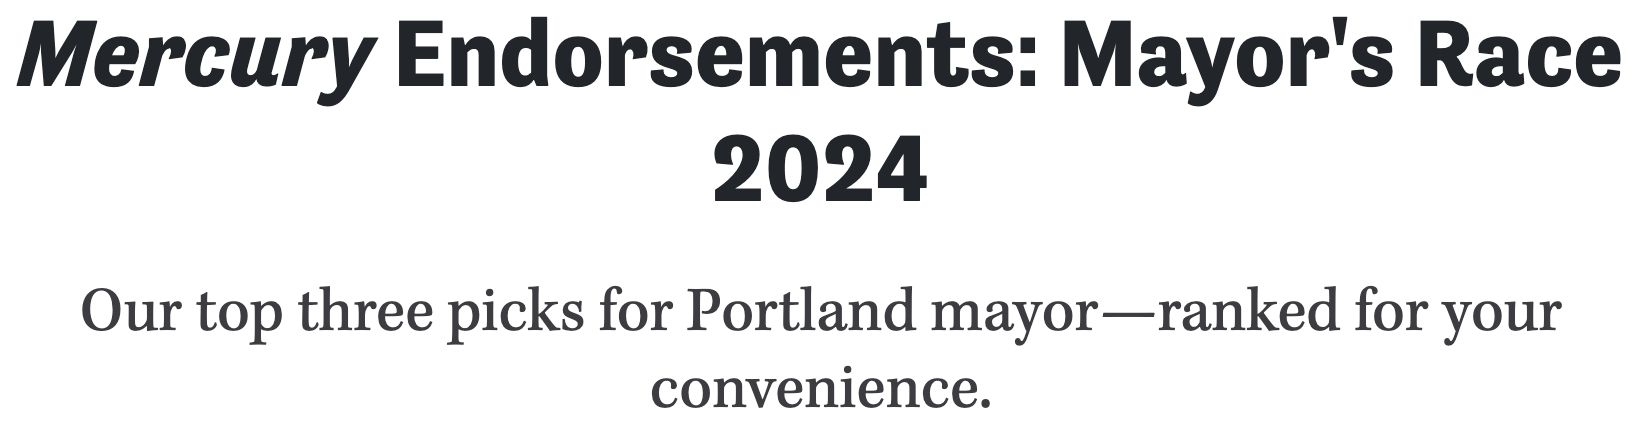 Mercury Endorsements: Mayor's Race
2024
Our top three picks for Portland mayor—ranked for your
convenience.